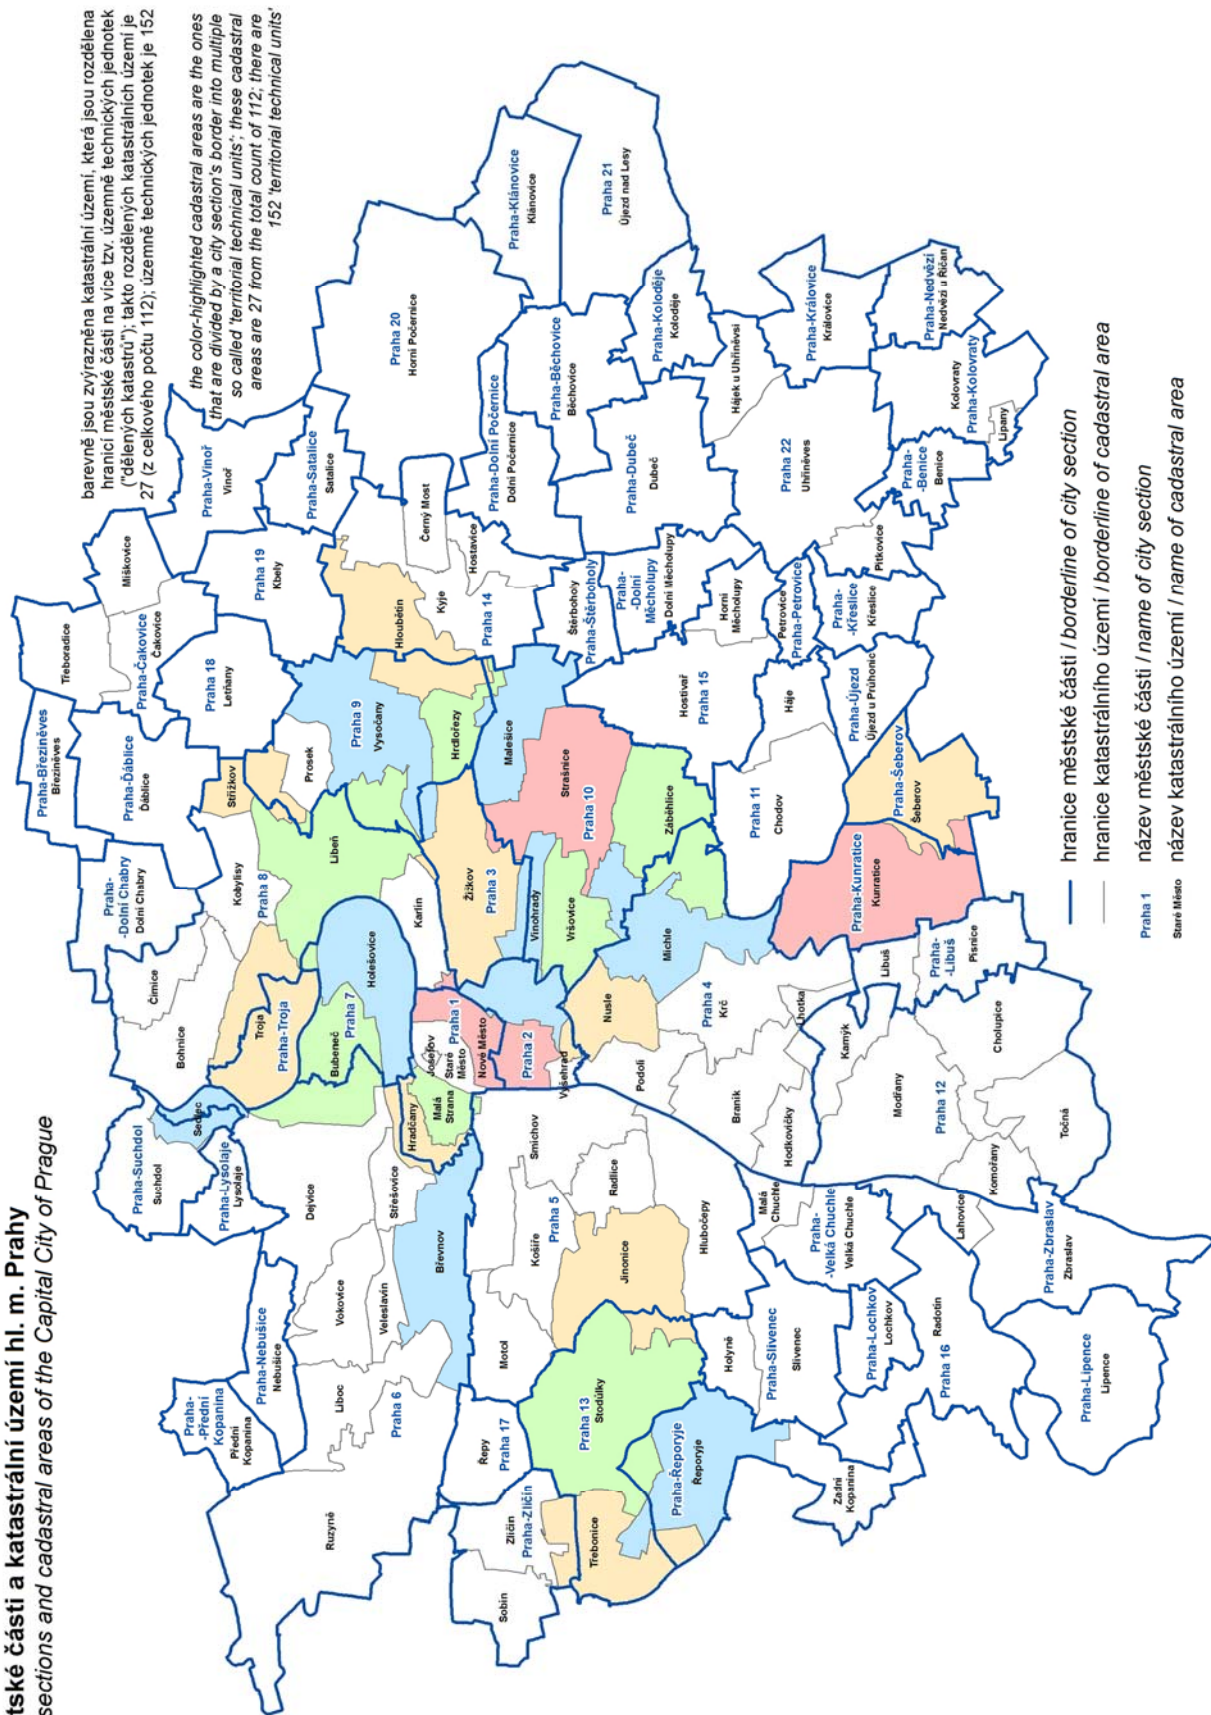 tské části a katastrální území hl. m. Prahy
sections and cadastral areas of the Capital City of Prague
barevně jsou zvýrazněna katastrální území, která jsou rozdělena
hranicí městské části na více tzv. územně technických jednotek
("dělených katastrů"); takto rozdělených katastrálních území je
27 (z celkového počtu 112); územně technických jednotek je 152
the color-highlighted cadastral areas are the ones
that are divided by a city section's border into multiple
so called 'territorial technical units'; these cadastral
areas are 27 from the total count of 112; there are
152 'territorial technical units'
Praha-Březiněves
Březiněves
Třeboradice
Miškovice
Praha-Čakovice
Čakovice
Praha-Ďáblice
Ďáblice
Praha-
-Dolní Chabry
Dolní Chabry
Praha 18
Letňany
Praha 19
Kbely
Praha-Vinoř
Vinoř
Praha-Satalice
Satalice
Praha 20
Horní Počernice
Praha-Klánovice
Klánovice
Praha 21
Újezd nad Lesy
Praha-Koloděje
Koloděje
Praha-Běchovice
Běchovice
Praha-Dolní Počernice
Dolní Počernice
Praha-Dubeč
Dubeč
Černý Most
Hostavice
Kyje
Praha 14
Hloubětín
Praha 9
Vysočany
Prosek
Střížkov
Hrdlořezy
Malešice
Libeň
Kobylisy
Praha 8
Karlín
Čimice
Bohnice
Troja
Praha-Troja
Holešovice
Praha 7
Bubeneč
Sedlec
Praha-Suchdol
Suchdol
Praha-Lysolaje
Lysolaje
Dejvice
Praha-Nebušice
Nebušice
Praha-
-Přední
Kopanina
Přední
Kopanina
Vokovice
Veleslavín
Střešovice
Liboc
Praha 6
Ruzyně
Břevnov
Hradčany
Malá
Strana
Josefov
Staré
Město
Praha 1
Nové Město
Praha 2
Vyšehrad
Vinohrady
Žižkov
Praha 3
Vršovice
Strašnice
Praha 10
Záběhlice
Michle
Nusle
Praha 4
Krč
Podolí
Braník
Hodkovičky
Lhotka
Kamýk
Modřany
Praha 12
Komořany
Cholupice
Točná
Libuš
Praha-
-Libuš
Písnice
Praha-Kunratice
Kunratice
Praha-Šeberov
Šeberov
Praha-Újezd
Újezd u Průhonic
Praha 11
Chodov
Háje
Hostivař
Praha 15
Horní
Měcholupy
Praha-
-Dolní
Měcholupy
Dolní Měcholupy
Štěrboholy
Praha-Štěrboholy
Petrovice
Praha-Petrovice
Praha-
-Křeslice
Křeslice
Pitkovice
Praha 22
Uhříněves
Hájek u Uhříněvsi
Praha-Královice
Královice
Praha-Nedvězí
Nedvězí u Říčan
Kolovraty
Praha-Kolovraty
Lipany
Praha-
-Benice
Benice
Smíchov
Košíře
Praha 5
Radlice
Motol
Jinonice
Hlubočepy
Malá
Chuchle
Praha-
-Velká Chuchle
Velká Chuchle
Holyně
Praha-Slivenec
Slivenec
Praha-Lochkov
Lochkov
Lahovice
Praha-Zbraslav
Zbraslav
Praha-Lipence
Lipence
Radotín
Praha 16
Zadní
Kopanina
Praha 13
Stodůlky
Praha-Řeporyje
Řeporyje
Třebonice
Řepy
Praha 17
Zličín
Praha-Zličín
Sobín
hranice městské části / borderline of city section
hranice katastrálního území / borderline of cadastral area
Praha 1 název městské části / name of city section
Staré Město název katastrálního území / name of cadastral area